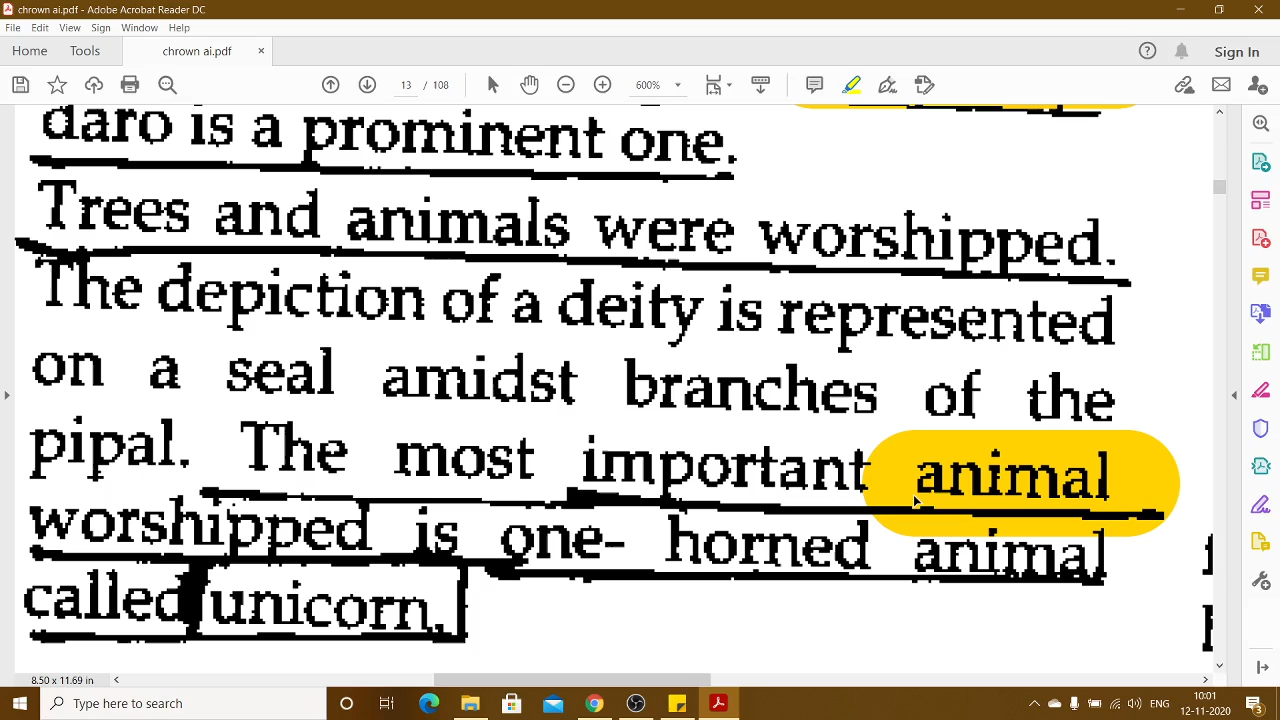 chrown ai.pdf - Adobe Acrobat Reader DC
File Edit View Sign Window Help
Home Tools chrown ai.pdf × Sign In
13 / 108 600%
daro is a prominent one.
Trees and animals were worshipped.
The depiction of a deity is represented
on a seal amidst branches of the
pipal. The most important animal
worshipped is one- horned animal
called unicorn.
8.50 x 11.69 in
Type here to search
ENG
10:01
12-11-2020
3